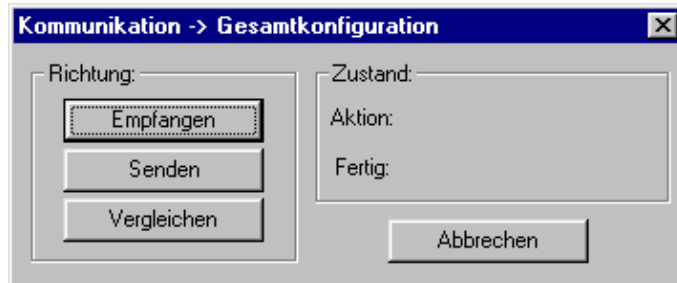 Kommunikation -> Gesamtkonfiguration
Richtung:
Empfangen
Senden
Vergleichen
Zustand:
Aktion:
Fertig:
Abbrechen